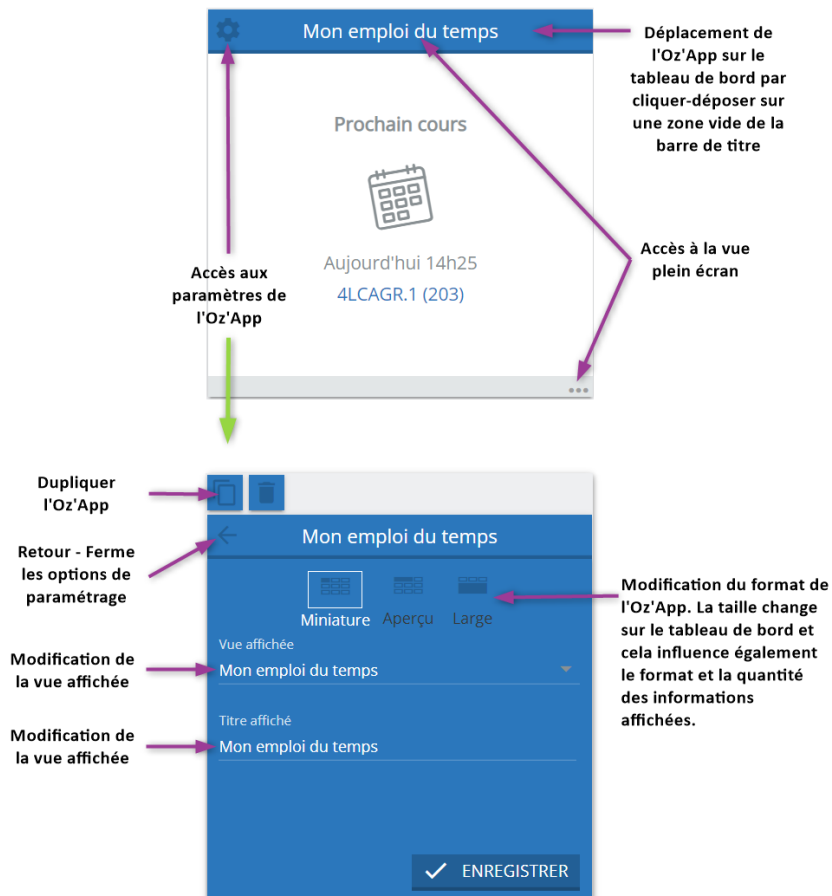 Mon emploi du temps
Déplacement de
l'Oz'App sur le
tableau de bord par
cliquer-déposer sur
une zone vide de la
barre de titre
Prochain cours
Aujourd'hui 14h25
4LCAGR.1 (203)
Accès aux
paramètres de
l'Oz'App
Accès à la vue
plein écran
Dupliquer
l'Oz'App
Retour - Ferme
les options de
paramétrage
Mon emploi du temps
Miniature Aperçu Large
Modification du format de
l'Oz'App. La taille change
sur le tableau de bord et
cela influence également
le format et la quantité
des informations
affichées.
Modification de
la vue affichée
Vue affichée
Mon emploi du temps
Modification de
la vue affichée
Titre affiché
Mon emploi du temps
ENREGISTRER